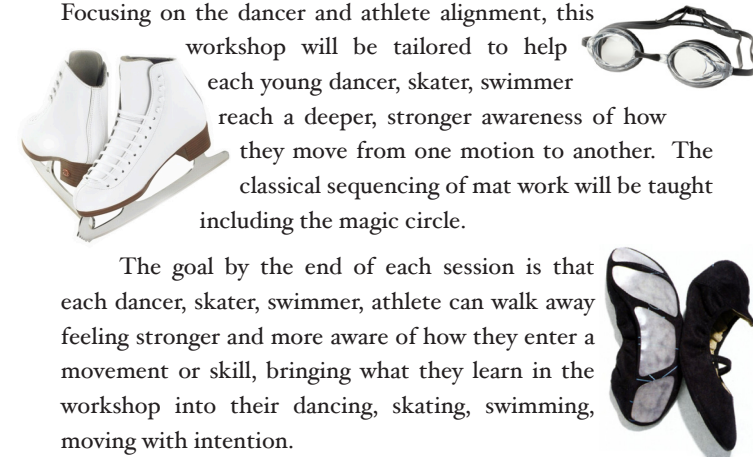 Focusing on the dancer and athlete alignment, this
workshop will be tailored to help
each young dancer, skater, swimmer
reach a deeper, stronger awareness of how
they move from one motion to another. The
classical sequencing of mat work will be taught
including the magic circle.
The goal by the end of each session is that
each dancer, skater, swimmer, athlete can walk away
feeling stronger and more aware of how they enter a
movement or skill, bringing what they learn in the
workshop into their dancing, skating, swimming,
moving with intention.